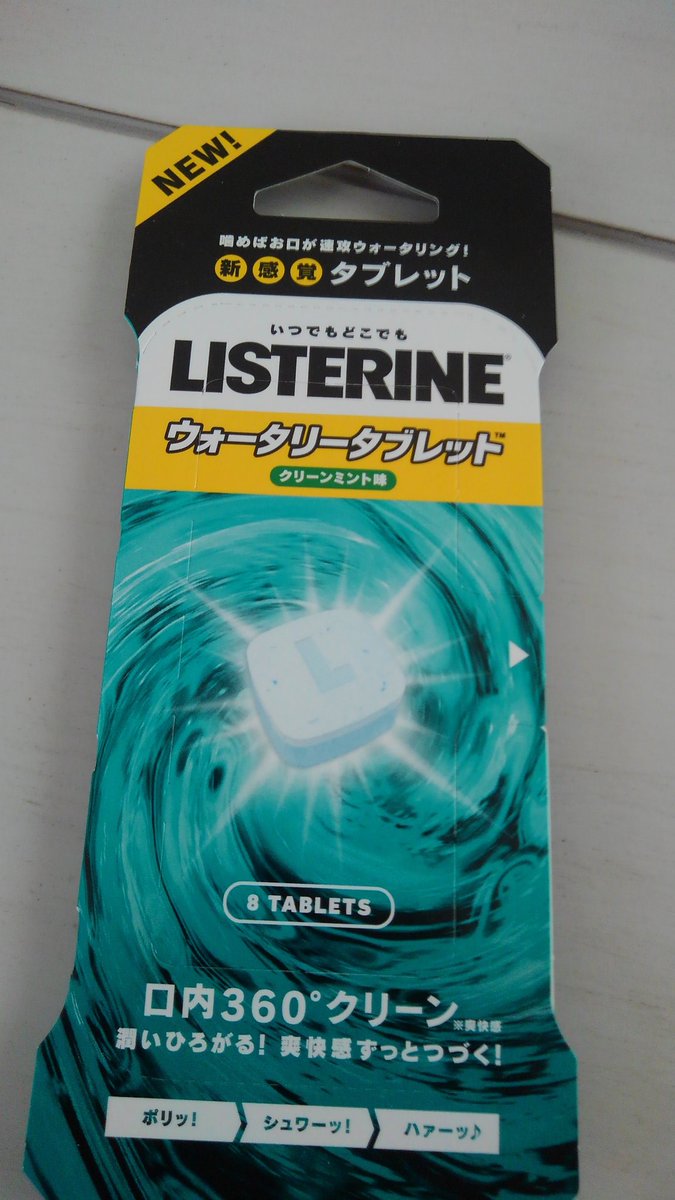 NEW!
噛めばお口が速攻ウォータリング!
新感覚タブレット
いつでもどこでも
LISTERINE®
ウォータリータブレット™
クリーンミント味
L
8 TABLETS
口内360°クリーン※爽快感
潤いひろがる! 爽快感ずっとつづく!
ポリッ! シュワーッ! ハァーッ♪